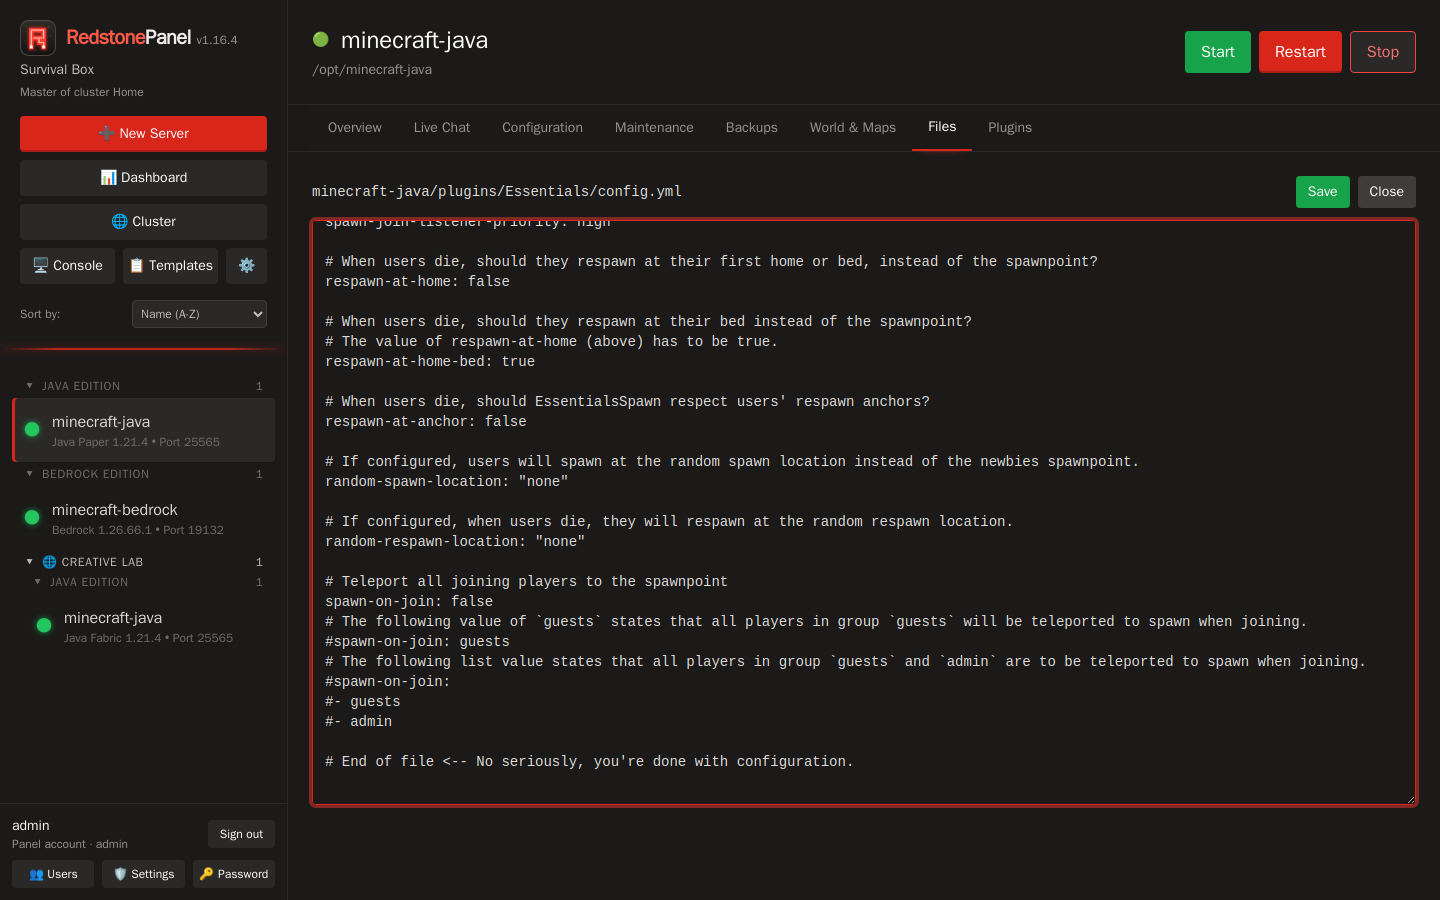 RedstonePanel v1.16.4
Survival Box
Master of cluster Home
➕ New Server
📊 Dashboard
🌐 Cluster
🖥️ Console
📋 Templates
⚙️
Sort by:
Name (A-Z)
▼ JAVA EDITION 1
minecraft-java
Java Paper 1.21.4 • Port 25565
▼ BEDROCK EDITION 1
minecraft-bedrock
Bedrock 1.26.66.1 • Port 19132
▼ 🌐 CREATIVE LAB 1
▼ JAVA EDITION 1
minecraft-java
Java Fabric 1.21.4 • Port 25565
admin
Panel account · admin
Sign out
👥 Users
🛡️ Settings
🔑 Password
minecraft-java
/opt/minecraft-java
Start
Restart
Stop
Overview
Live Chat
Configuration
Maintenance
Backups
World & Maps
Files
Plugins
minecraft-java/plugins/Essentials/config.yml
Save
Close
spawn-join-listener-priority: high
# When users die, should they respawn at their first home or bed, instead of the spawnpoint?
respawn-at-home: false
# When users die, should they respawn at their bed instead of the spawnpoint?
# The value of respawn-at-home (above) has to be true.
respawn-at-home-bed: true
# When users die, should EssentialsSpawn respect users' respawn anchors?
respawn-at-anchor: false
# If configured, users will spawn at the random spawn location instead of the newbies spawnpoint.
random-spawn-location: "none"
# If configured, when users die, they will respawn at the random respawn location.
random-respawn-location: "none"
# Teleport all joining players to the spawnpoint
spawn-on-join: false
# The following value of `guests` states that all players in group `guests` will be teleported to spawn when joining.
#spawn-on-join: guests
# The following list value states that all players in group `guests` and `admin` are to be teleported to spawn when joining.
#spawn-on-join:
#- guests
#- admin
# End of file <-- No seriously, you're done with configuration.